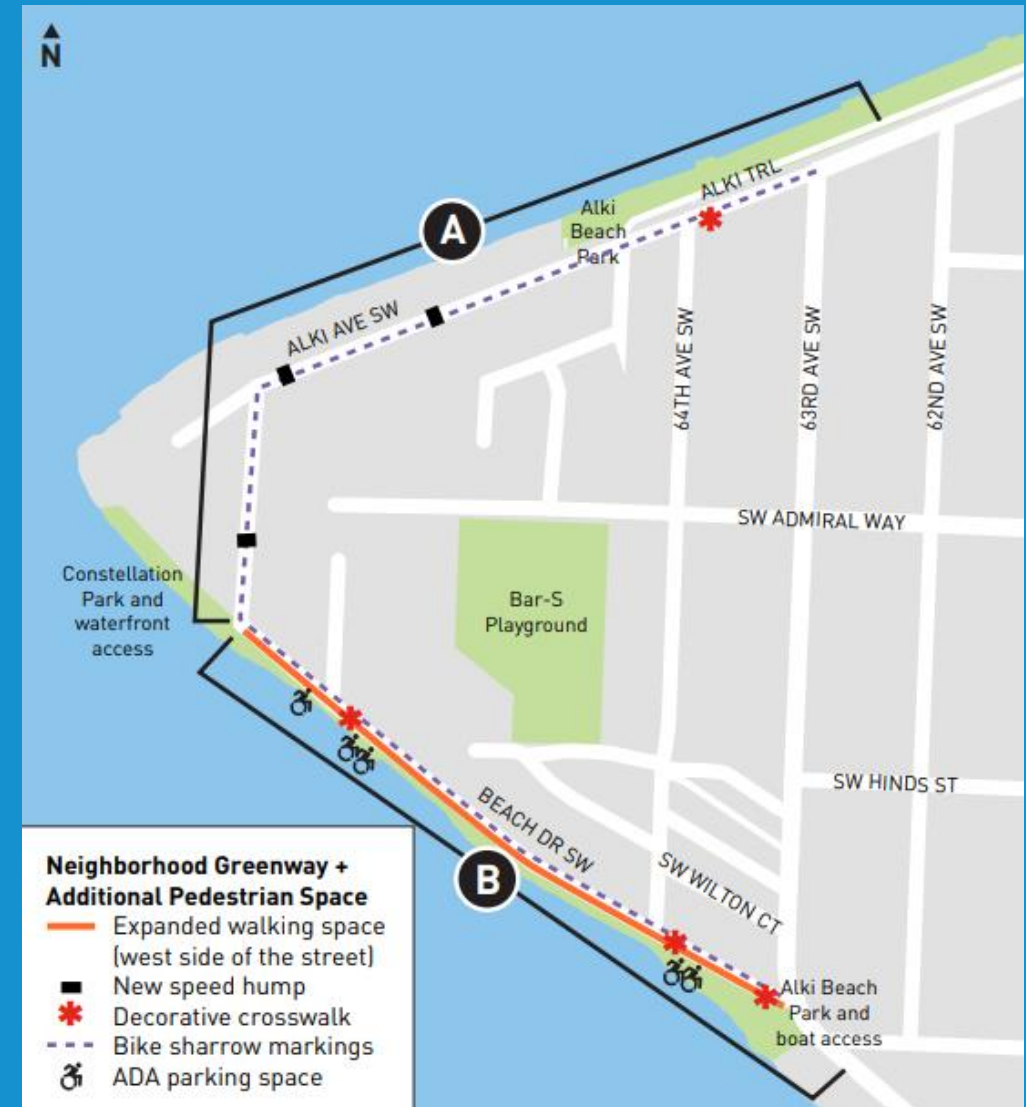 N
A
ALKI TRL
Alki
Beach
Park
ALKI AVE SW
64TH AVE SW
63RD AVE SW
62ND AVE SW
SW ADMIRAL WAY
Constellation
Park and
waterfront
access
Bar-S
Playground
SW HINDS ST
BEACH DR SW
B
SW WILTON CT
Alki Beach
Park and
boat access
Neighborhood Greenway +
Additional Pedestrian Space
Expanded walking space
(west side of the street)
New speed hump
Decorative crosswalk
Bike sharrow markings
ADA parking space